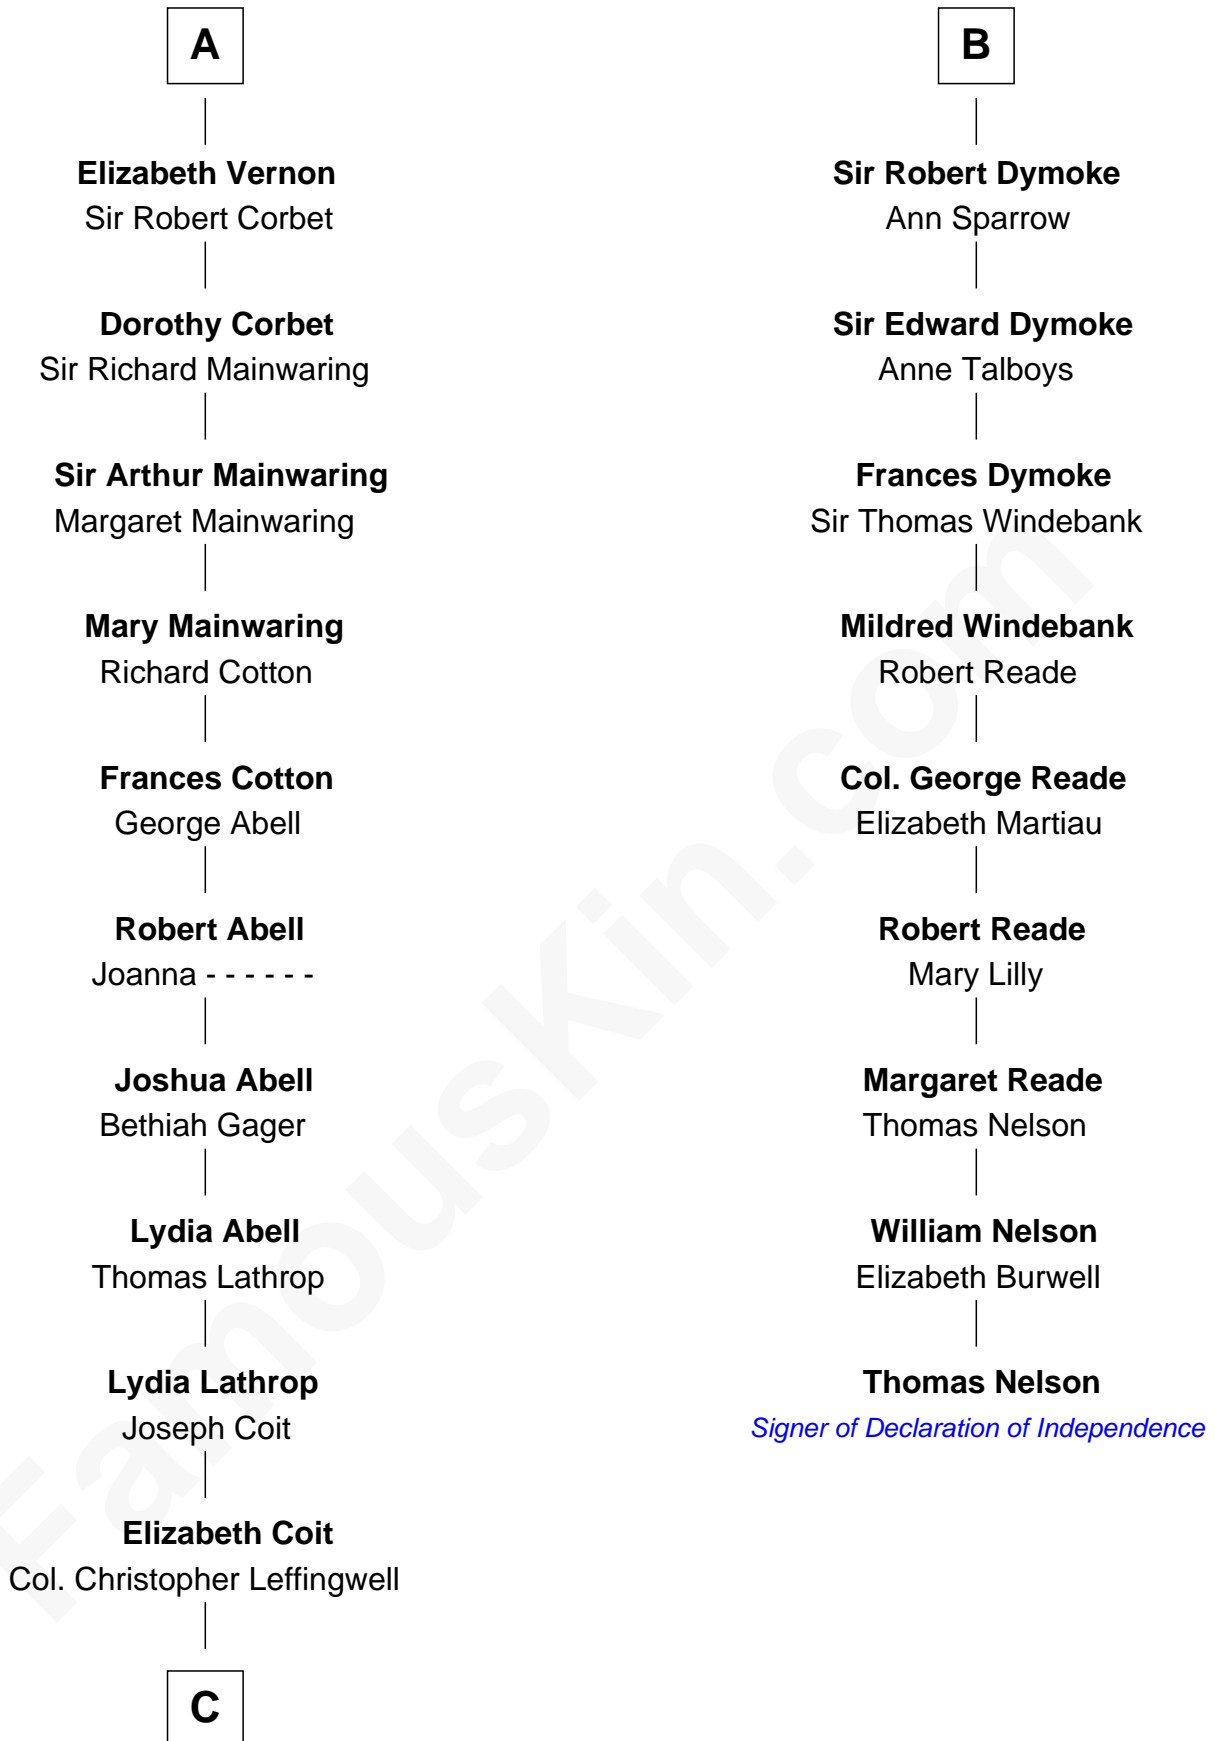 A
Elizabeth Vernon
Sir Robert Corbet
Dorothy Corbet
Sir Richard Mainwaring
Sir Arthur Mainwaring
Margaret Mainwaring
Mary Mainwaring
Richard Cotton
Frances Cotton
George Abell
Robert Abell
Joanna - - - - - -
Joshua Abell
Bethiah Gager
Lydia Abell
Thomas Lathrop
Lydia Lathrop
Joseph Coit
Elizabeth Coit
Col. Christopher Leffingwell
C
B
Sir Robert Dymoke
Ann Sparrow
Sir Edward Dymoke
Anne Talboys
Frances Dymoke
Sir Thomas Windebank
Mildred Windebank
Robert Reade
Col. George Reade
Elizabeth Martiau
Robert Reade
Mary Lilly
Margaret Reade
Thomas Nelson
William Nelson
Elizabeth Burwell
Thomas Nelson
Signer of Declaration of Independence
FamousKin.com